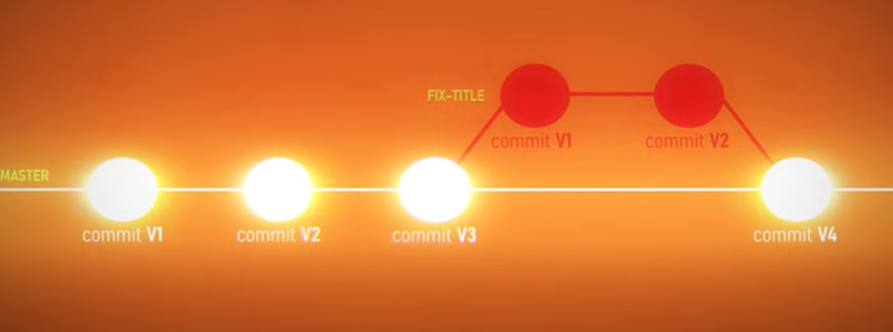 FIX-TITLE
commit V1
commit V2
MASTER
commit V1
commit V2
commit V3
commit V4